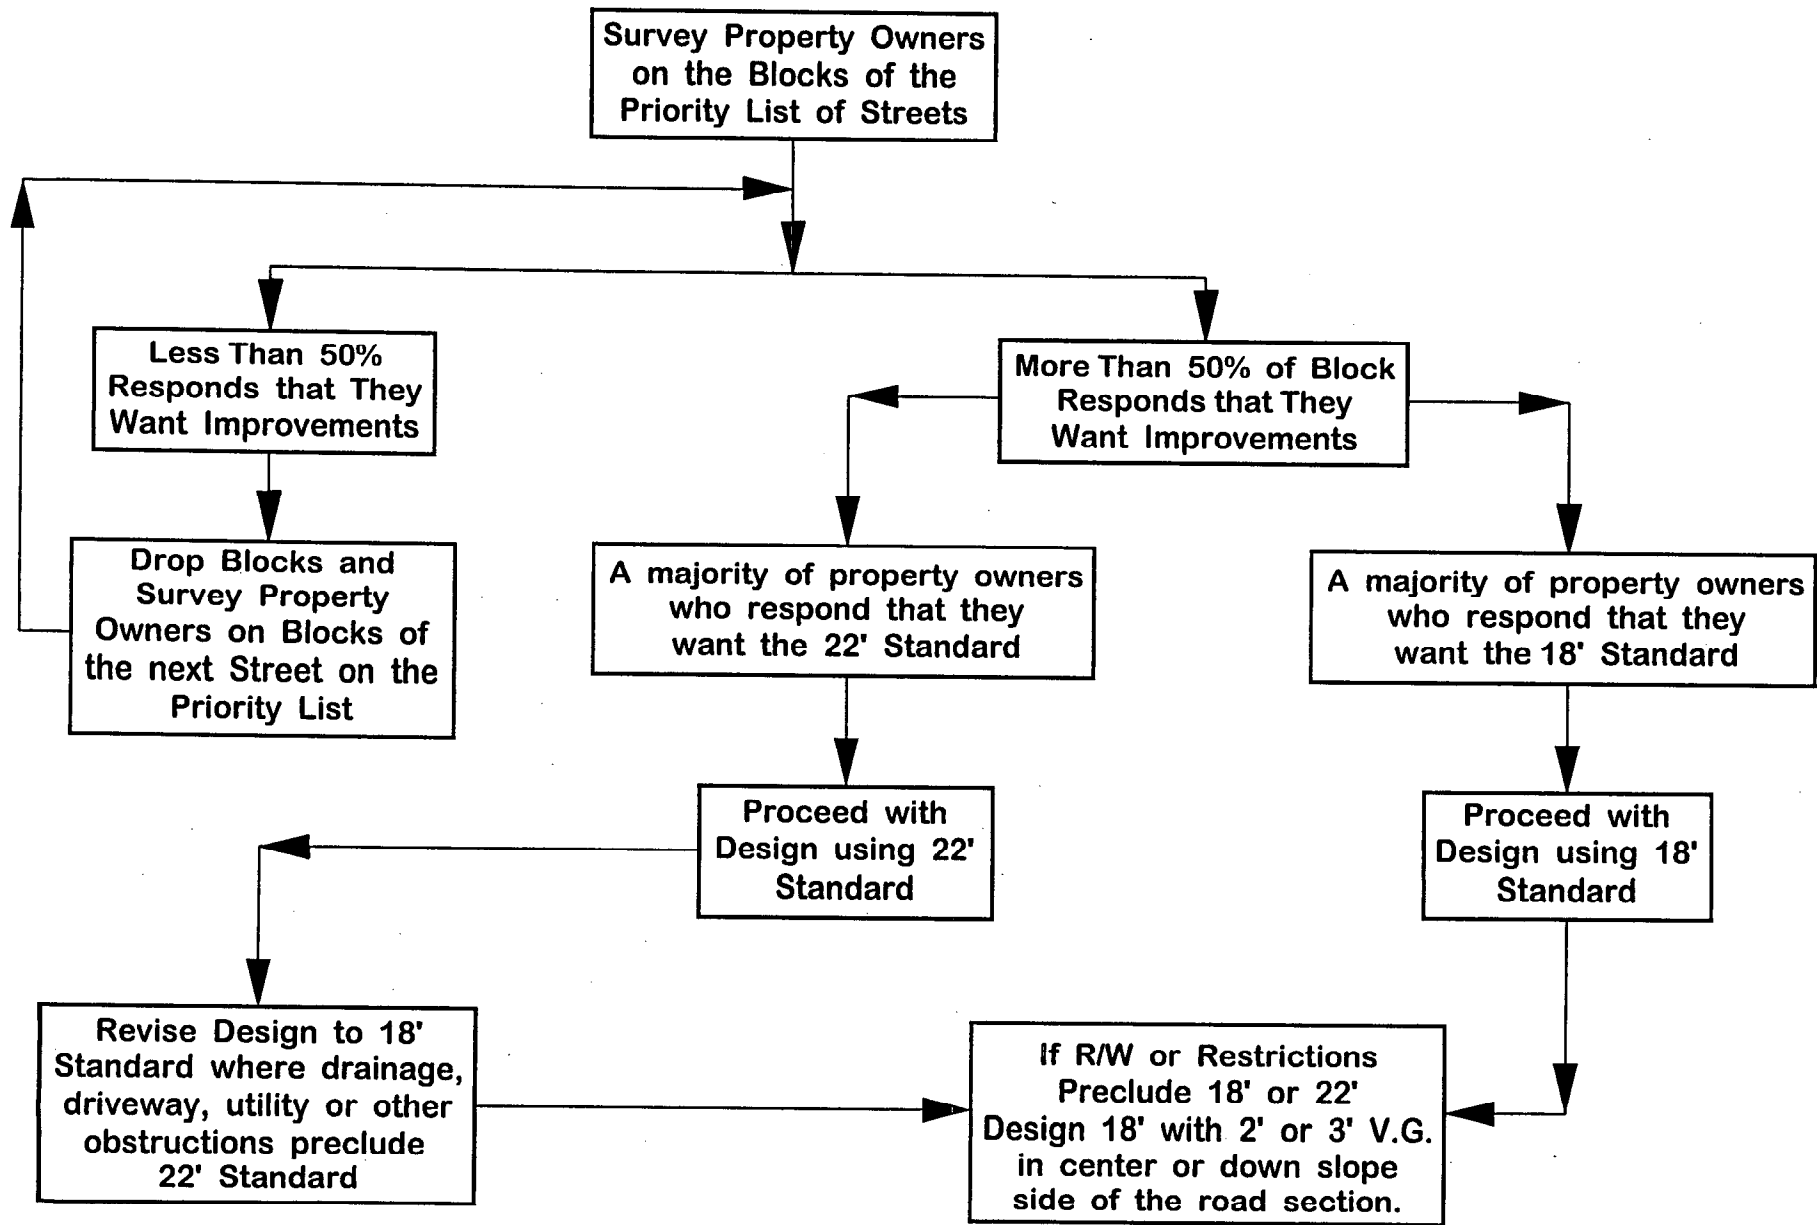 Survey Property Owners
on the Blocks of the
Priority List of Streets
Less Than 50%
Responds that They
Want Improvements
More Than 50% of Block
Responds that They
Want Improvements
Drop Blocks and
Survey Property
Owners on Blocks of
the next Street on the
Priority List
A majority of property owners
who respond that they
want the 22' Standard
A majority of property owners
who respond that they
want the 18' Standard
Proceed with
Design using 22'
Standard
Proceed with
Design using 18'
Standard
Revise Design to 18'
Standard where drainage,
driveway, utility or other
obstructions preclude
22' Standard
If R/W or Restrictions
Preclude 18' or 22'
Design 18' with 2' or 3' V.G.
in center or down slope
side of the road section.